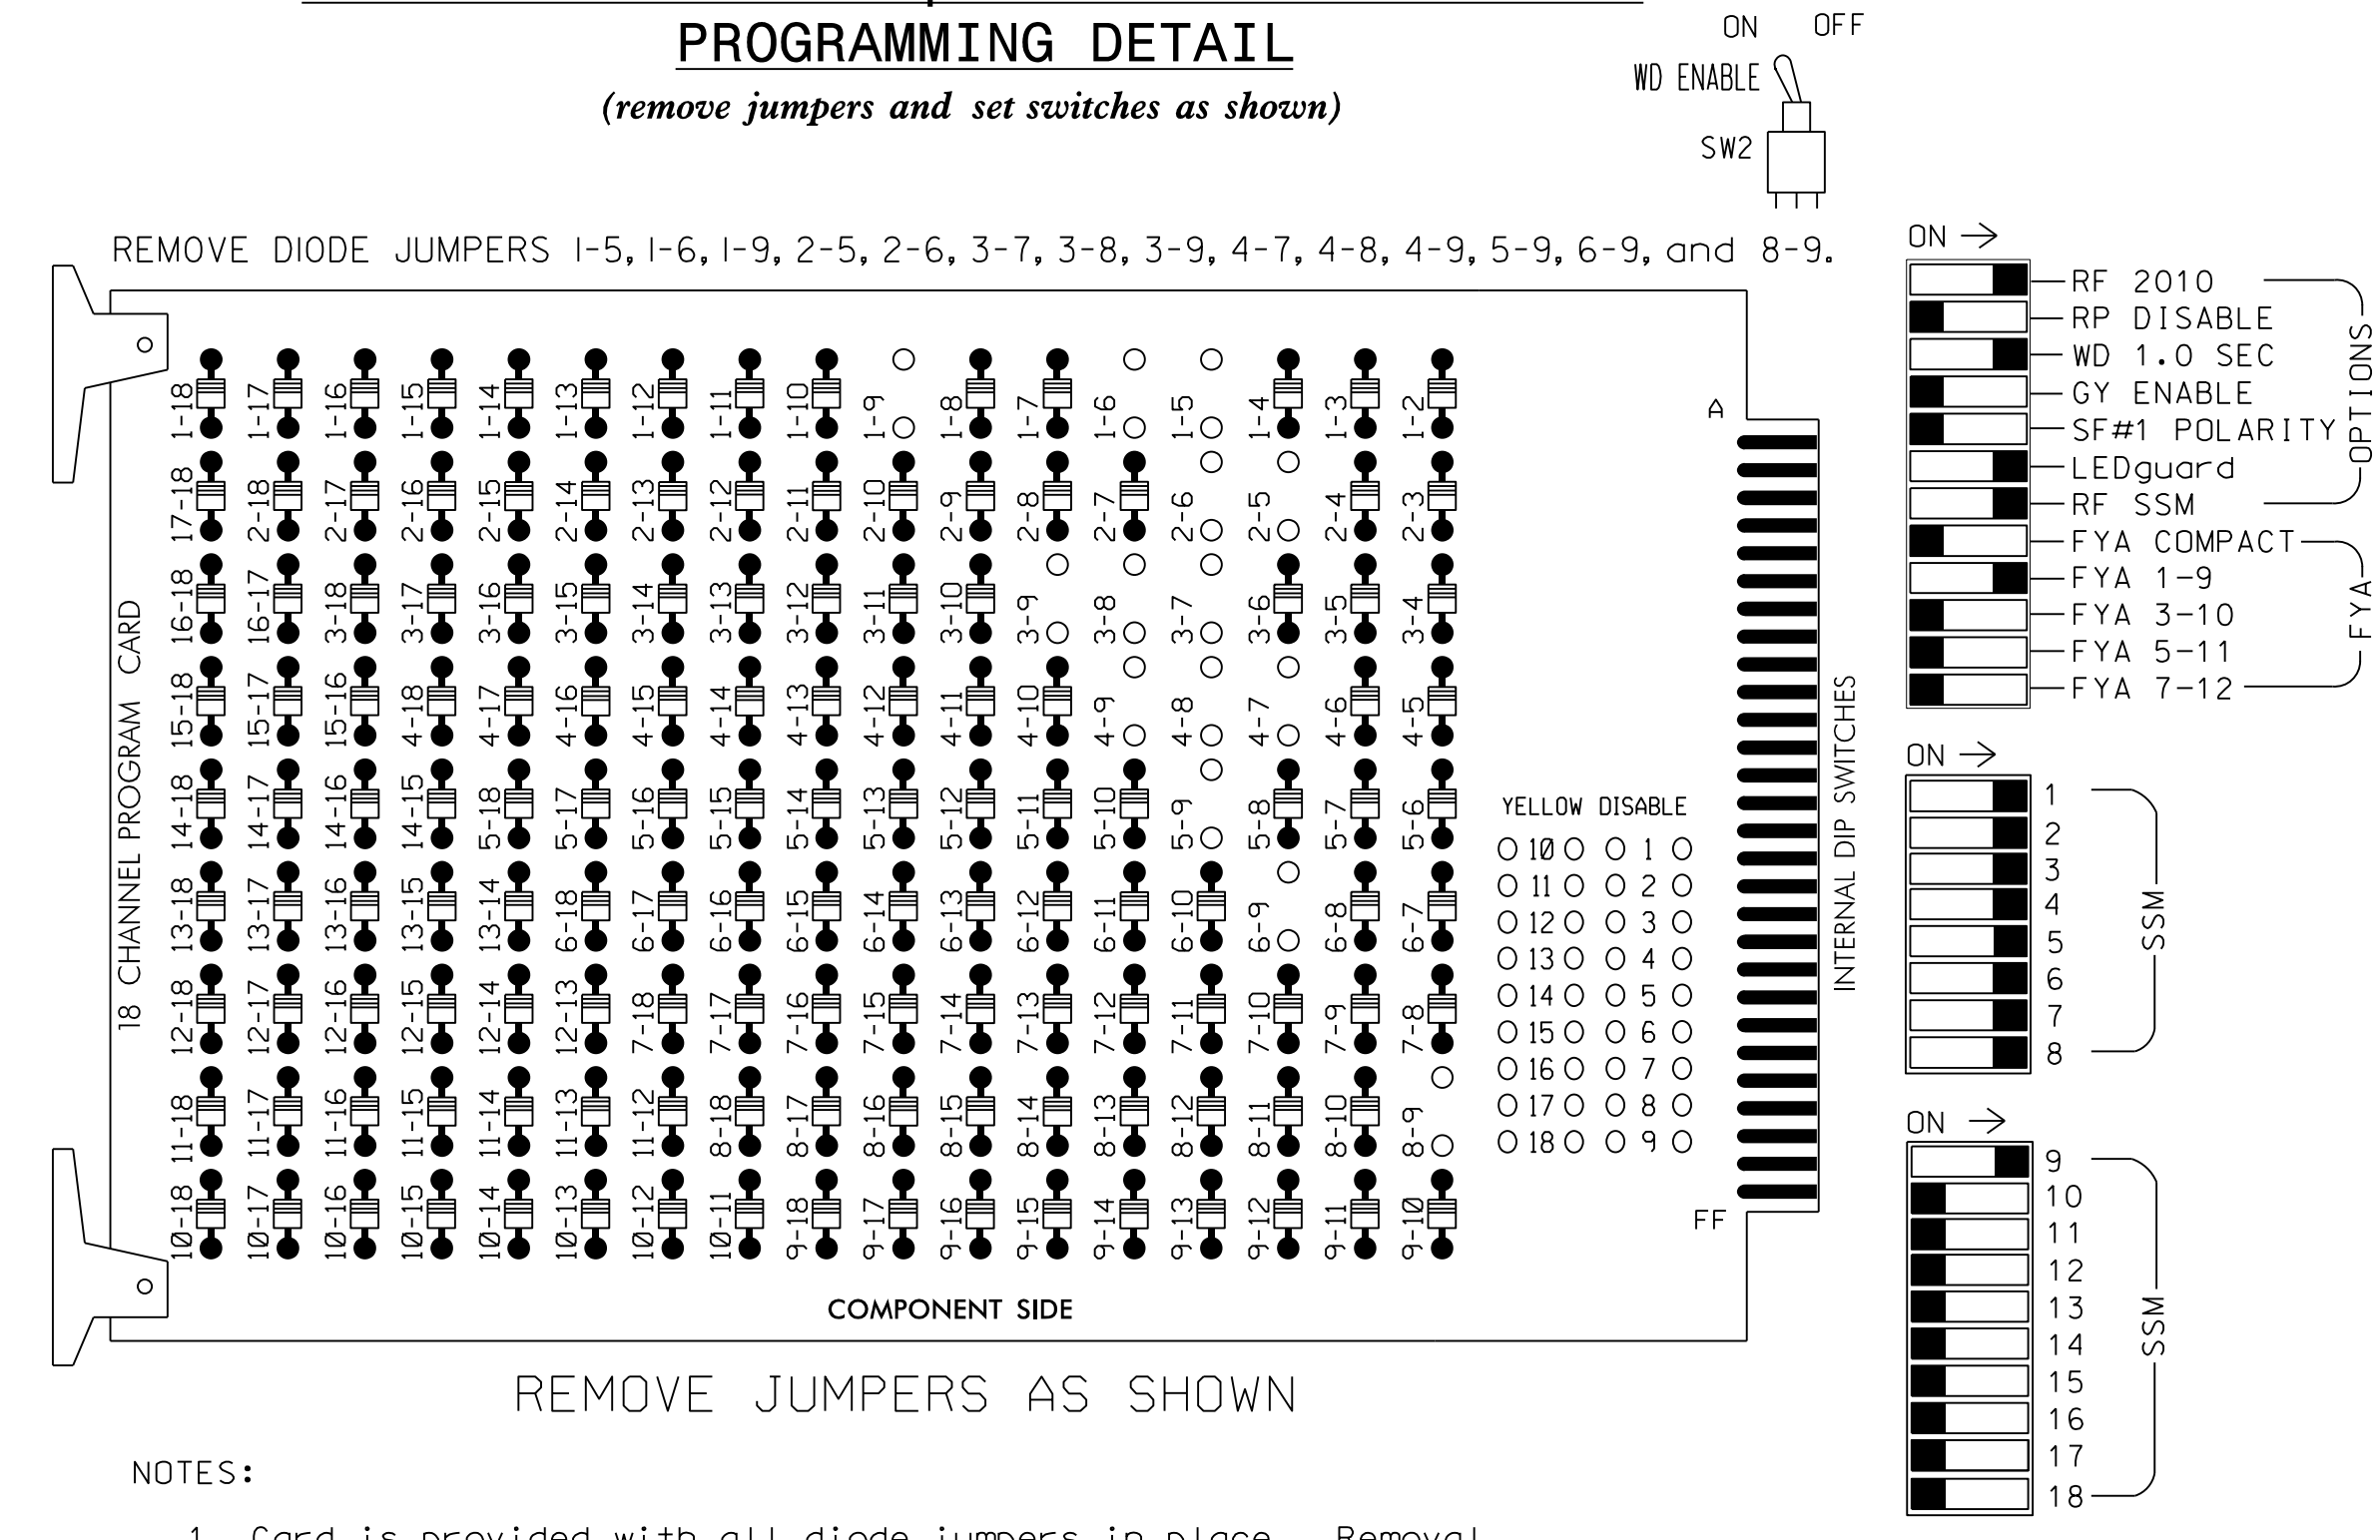 PROGRAMMING DETAIL
(remove jumpers and set switches as shown)
ON OFF
WD ENABLE
SW2
REMOVE DIODE JUMPERS 1-5, 1-6, 1-9, 2-5, 2-6, 3-7, 3-8, 3-9, 4-7, 4-8, 4-9, 5-9, 6-9, and 8-9.
18 CHANNEL PROGRAM CARD
1-18 1-17 1-16 1-15 1-14 1-13 1-12 1-11 1-10 1-9 1-8 1-7 1-6 1-5 1-4 1-3 1-2
17-18 2-18 2-17 2-16 2-15 2-14 2-13 2-12 2-11 2-10 2-9 2-8 2-7 2-6 2-5 2-4 2-3
16-18 16-17 3-18 3-17 3-16 3-15 3-14 3-13 3-12 3-11 3-10 3-9 3-8 3-7 3-6 3-5 3-4
15-18 15-17 15-16 4-18 4-17 4-16 4-15 4-14 4-13 4-12 4-11 4-10 4-9 4-8 4-7 4-6 4-5
14-18 14-17 14-16 14-15 5-18 5-17 5-16 5-15 5-14 5-13 5-12 5-11 5-10 5-9 5-8 5-7 5-6
13-18 13-17 13-16 13-15 13-14 6-18 6-17 6-16 6-15 6-14 6-13 6-12 6-11 6-10 6-9 6-8 6-7
12-18 12-17 12-16 12-15 12-14 12-13 7-18 7-17 7-16 7-15 7-14 7-13 7-12 7-11 7-10 7-9 7-8
11-18 11-17 11-16 11-15 11-14 11-13 11-12 8-18 8-17 8-16 8-15 8-14 8-13 8-12 8-11 8-10 8-9
10-18 10-17 10-16 10-15 10-14 10-13 10-12 10-11 9-18 9-17 9-16 9-15 9-14 9-13 9-12 9-11 9-10
A
YELLOW DISABLE
10 1
11 2
12 3
13 4
14 5
15 6
16 7
17 8
18 9
FF
COMPONENT SIDE
INTERNAL DIP SWITCHES
ON
RF 2010
RP DISABLE
WD 1.0 SEC
GY ENABLE
SF#1 POLARITY
LEDguard
RF SSM
OPTIONS
FYA COMPACT
FYA 1-9
FYA 3-10
FYA 5-11
FYA 7-12
FYA
ON
1
2
3
4
5
6
7
8
SSM
ON
9
10
11
12
13
14
15
16
17
18
SSM
REMOVE JUMPERS AS SHOWN
NOTES:
1. Card is provided with all diode jumpers in place. Removal